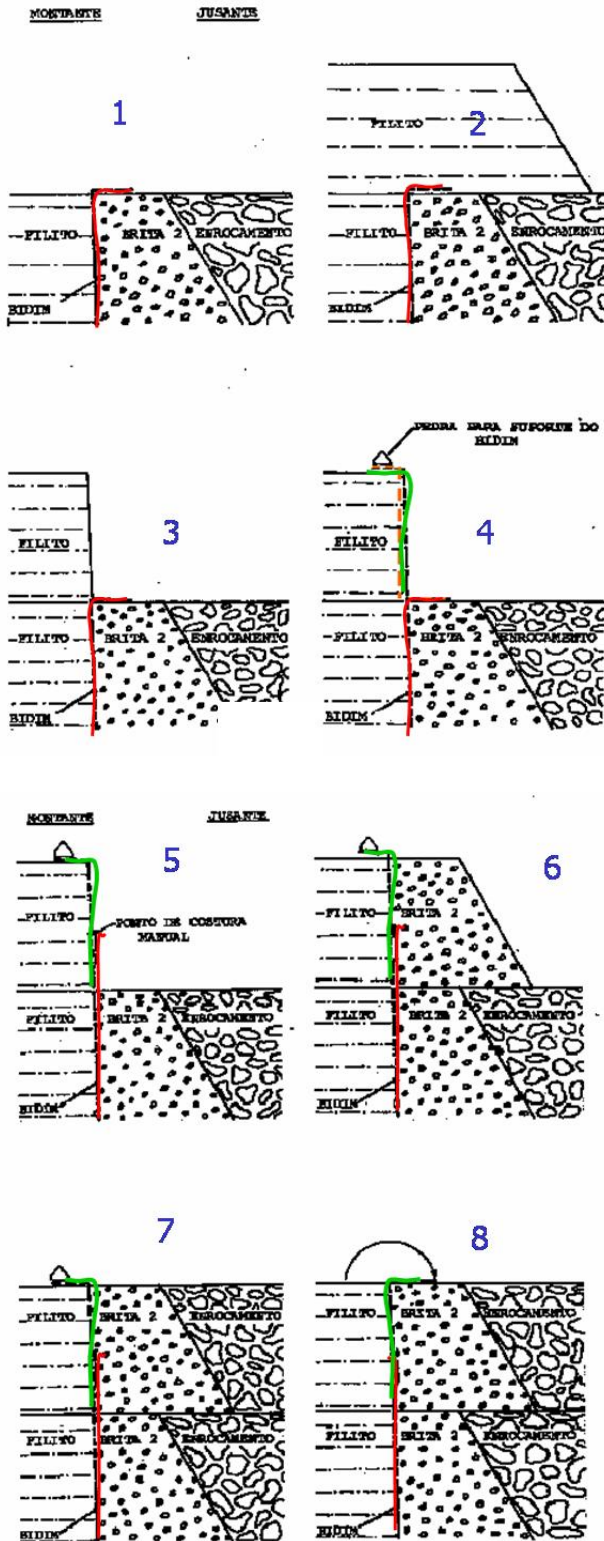 MONTANTE JUSANTE
1
FILITO BRITA 2 ENROCAMENTO
BIDIM
2
FILITO
FILITO BRITA 2 ENROCAMENTO
BIDIM
3
FILITO
FILITO BRITA 2 ENROCAMENTO
BIDIM
PEDRA PARA SUPORTE DO
BIDIM
4
FILITO
FILITO BRITA 2 ENROCAMENTO
BIDIM
MONTANTE JUSANTE
5
FILITO
PONTO DE COSTURA
MANUAL
FILITO BRITA 2 ENROCAMENTO
BIDIM
6
FILITO BRITA 2
FILITO BRITA 2 ENROCAMENTO
BIDIM
7
FILITO BRITA 2 ENROCAMENTO
FILITO BRITA 2 ENROCAMENTO
BIDIM
8
FILITO BRITA 2 ENROCAMENTO
FILITO BRITA 2 ENROCAMENTO
BIDIM